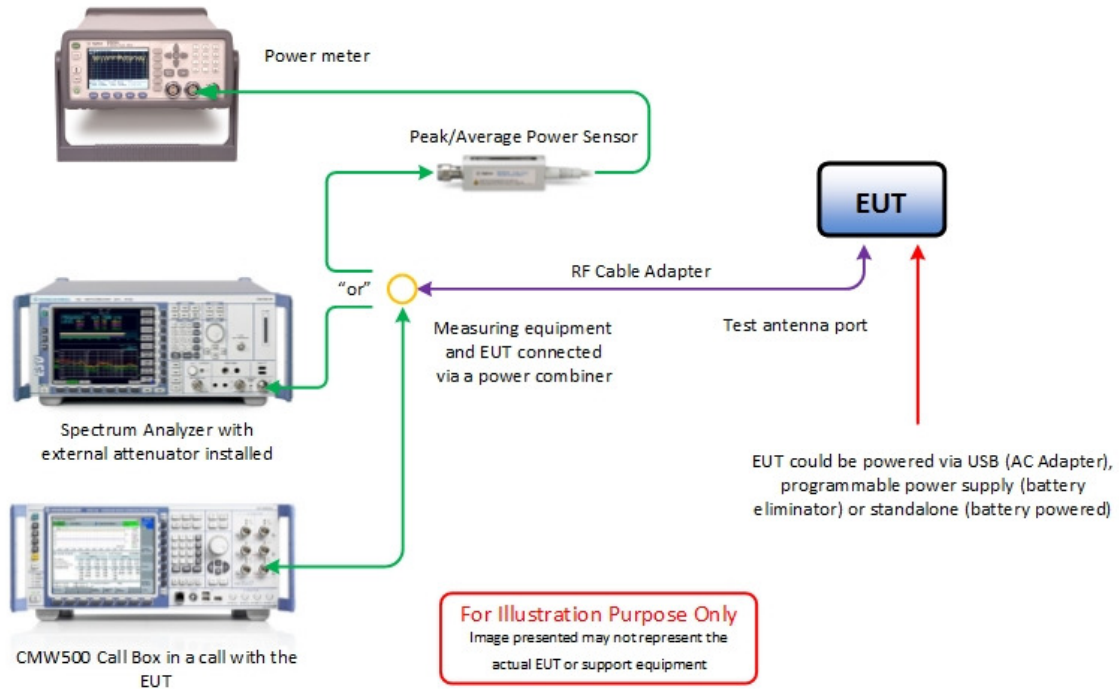 Power meter
Peak/Average Power Sensor
EUT
RF Cable Adapter
"or"
Test antenna port
Measuring equipment
and EUT connected
via a power combiner
Spectrum Analyzer with
external attenuator installed
EUT could be powered via USB (AC Adapter),
programmable power supply (battery
eliminator) or standalone (battery powered)
For Illustration Purpose Only
Image presented may not represent the
actual EUT or support equipment
CMW500 Call Box in a call with the
EUT